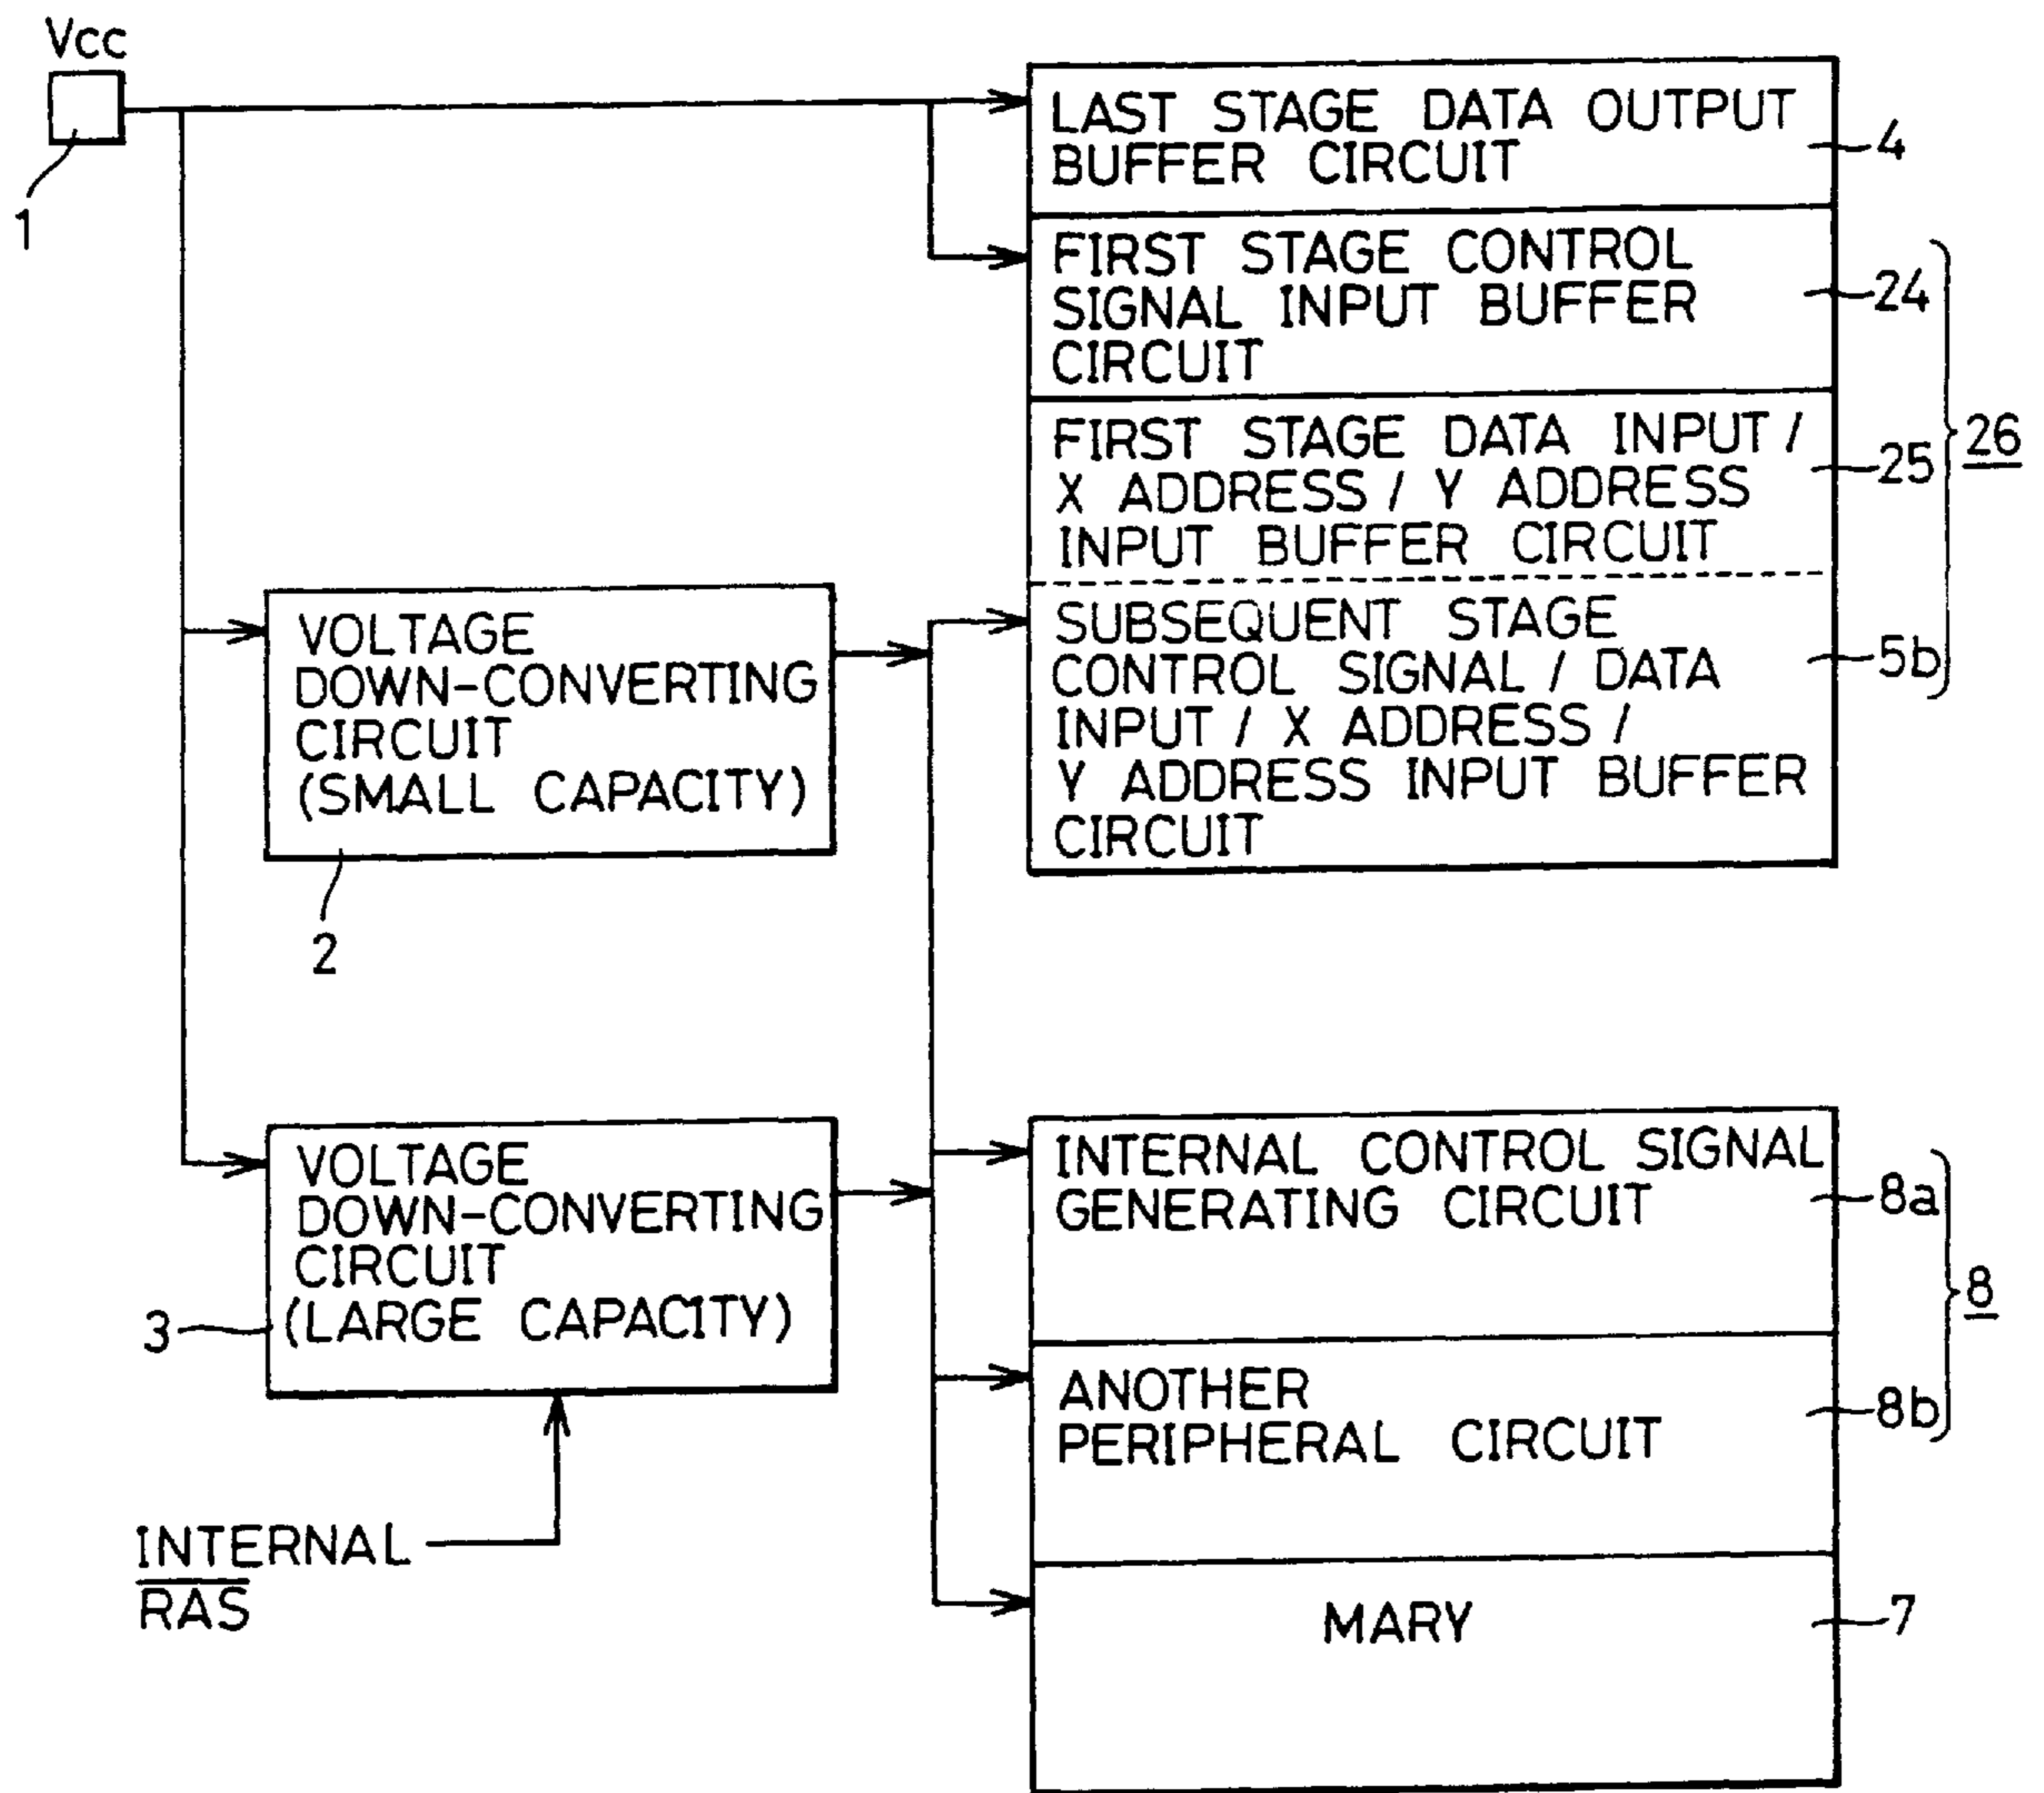 Vcc
1
LAST STAGE DATA OUTPUT
BUFFER CIRCUIT
4
FIRST STAGE CONTROL
SIGNAL INPUT BUFFER
CIRCUIT
24
FIRST STAGE DATA INPUT /
X ADDRESS / Y ADDRESS
INPUT BUFFER CIRCUIT
25
26
SUBSEQUENT STAGE
CONTROL SIGNAL / DATA
INPUT / X ADDRESS /
Y ADDRESS INPUT BUFFER
CIRCUIT
5b
VOLTAGE
DOWN-CONVERTING
CIRCUIT
(SMALL CAPACITY)
2
VOLTAGE
DOWN-CONVERTING
CIRCUIT
(LARGE CAPACITY)
3
INTERNAL
RAS
INTERNAL CONTROL SIGNAL
GENERATING CIRCUIT
8a
8
ANOTHER
PERIPHERAL CIRCUIT
8b
MARY
7